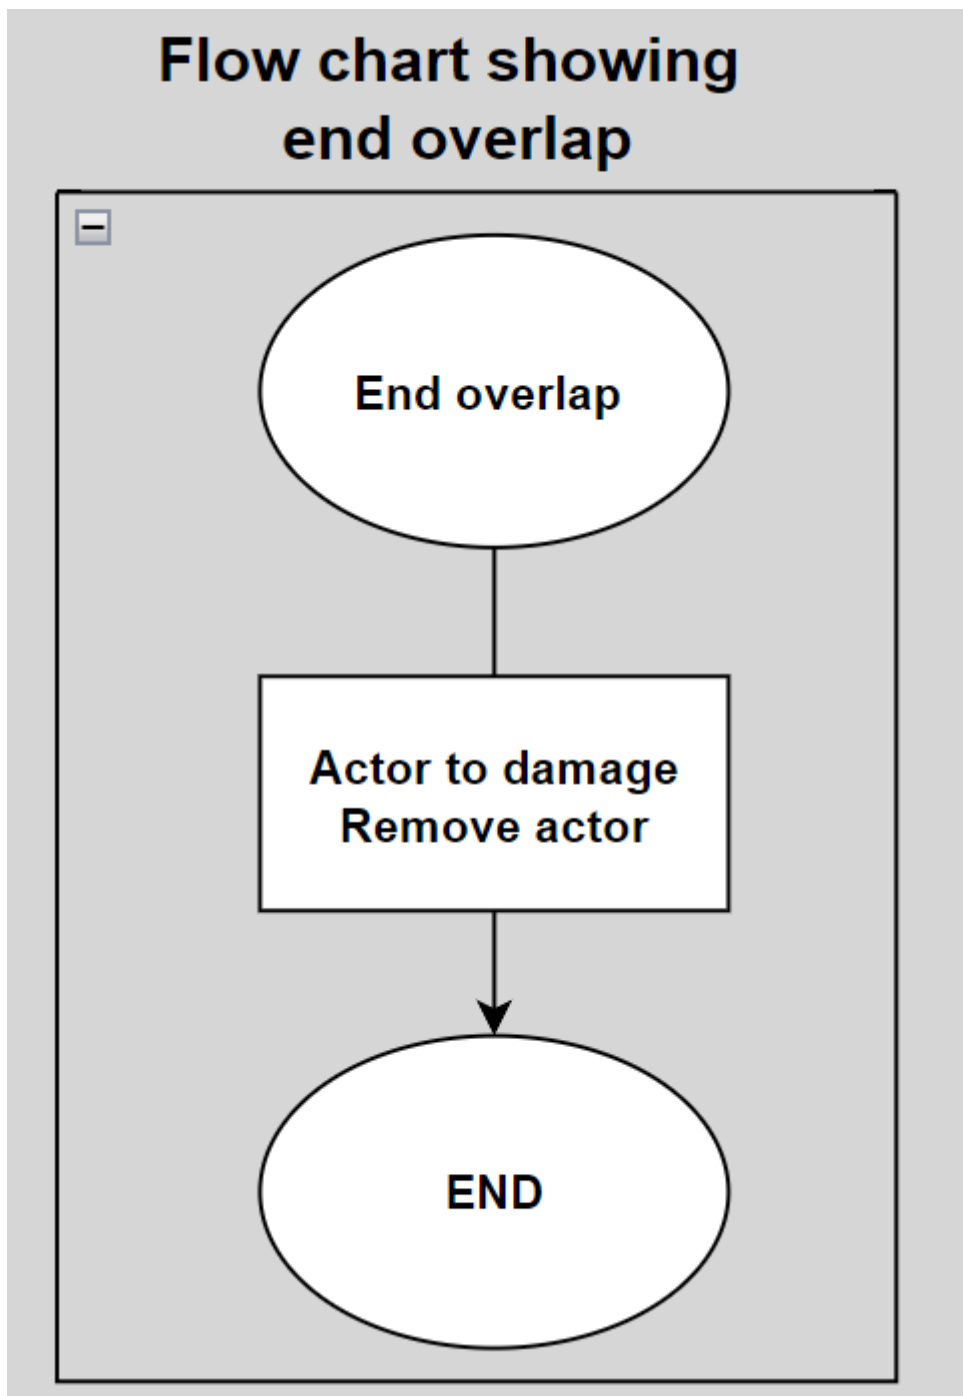 Flow chart showing
end overlap
End overlap
Actor to damage
Remove actor
END